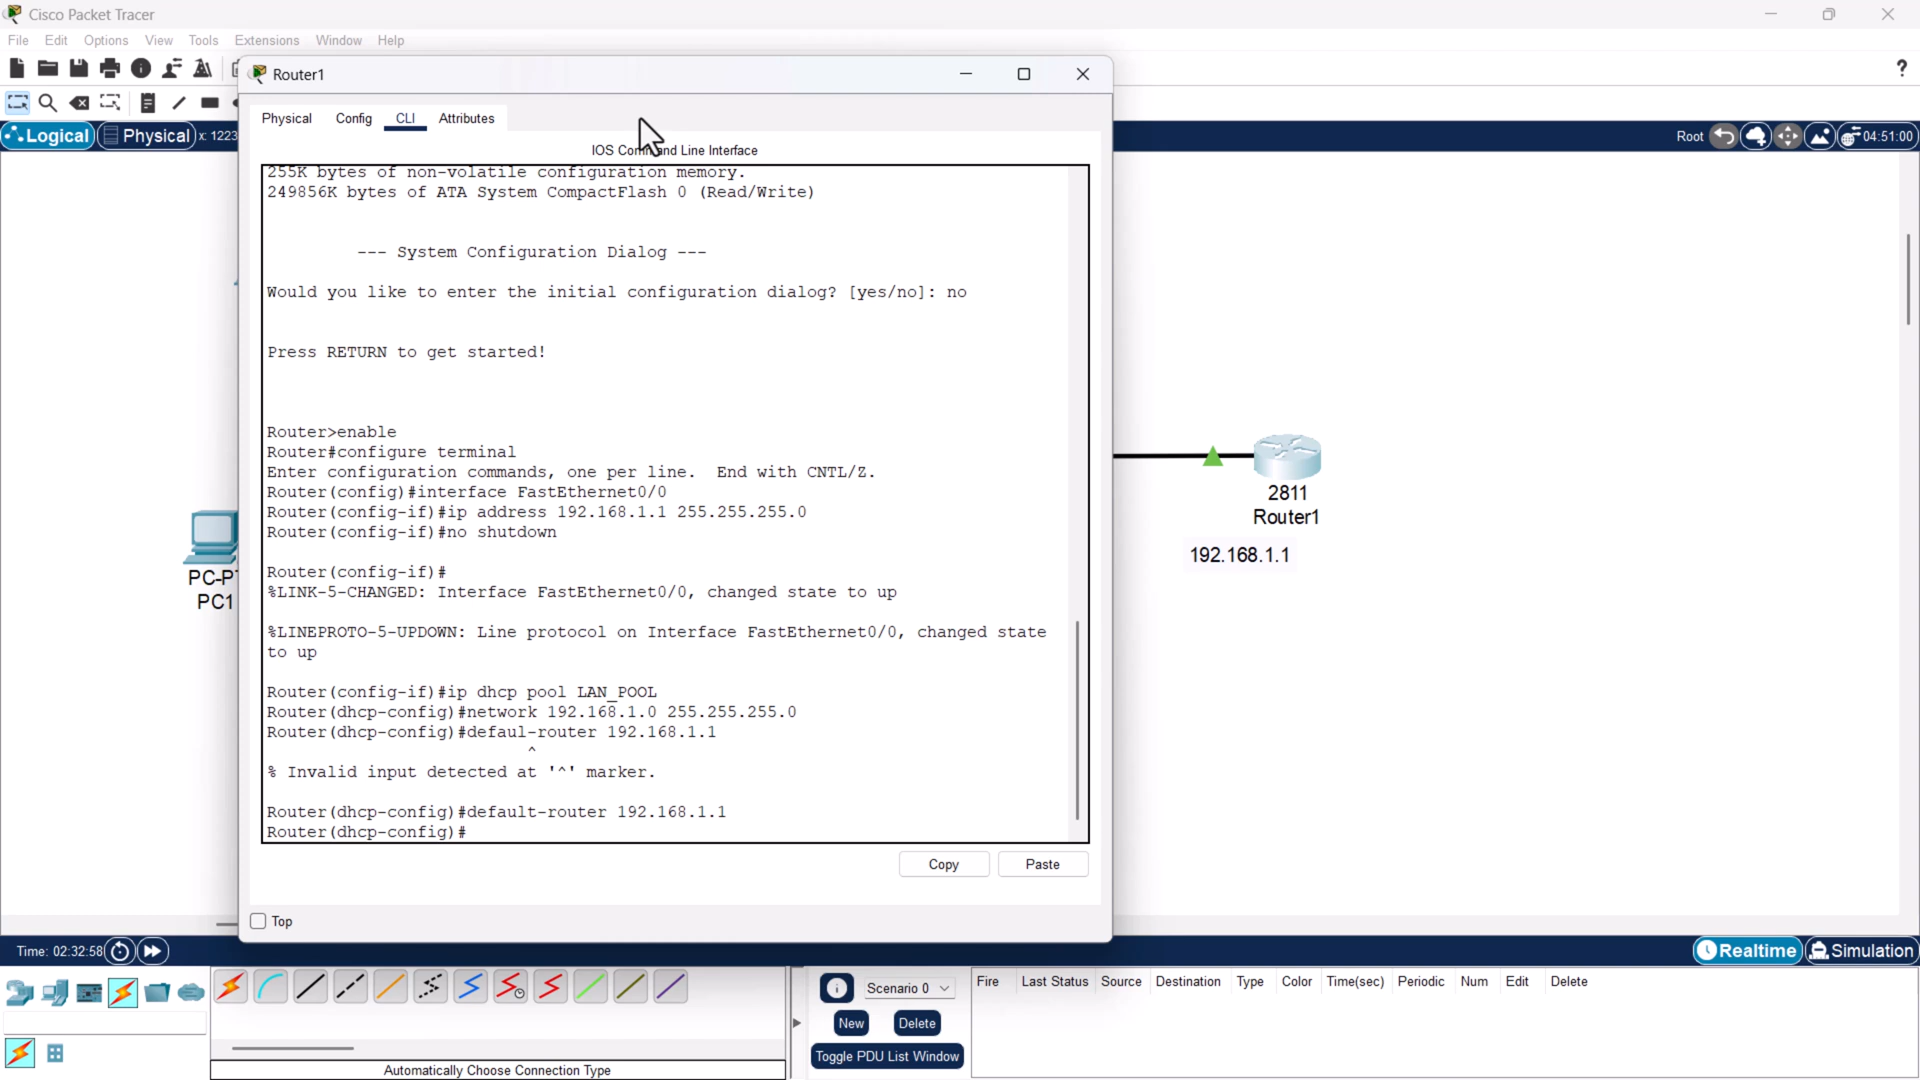 Cisco Packet Tracer
File Edit Options View Tools Extensions Window Help
Router1
?
Physical Config CLI Attributes
Logical Physical x: 1223
Root 04:51:00
IOS Command Line Interface
255K bytes of non-volatile configuration memory.
249856K bytes of ATA System CompactFlash 0 (Read/Write)
--- System Configuration Dialog ---
Would you like to enter the initial configuration dialog? [yes/no]: no
Press RETURN to get started!
Router>enable
Router#configure terminal
Enter configuration commands, one per line.  End with CNTL/Z.
Router(config)#interface FastEthernet0/0
Router(config-if)#ip address 192.168.1.1 255.255.255.0
Router(config-if)#no shutdown
Router(config-if)#
%LINK-5-CHANGED: Interface FastEthernet0/0, changed state to up
%LINEPROTO-5-UPDOWN: Line protocol on Interface FastEthernet0/0, changed state
to up
Router(config-if)#ip dhcp pool LAN_POOL
Router(dhcp-config)#network 192.168.1.0 255.255.255.0
Router(dhcp-config)#defaul-router 192.168.1.1
^
% Invalid input detected at '^' marker.
Router(dhcp-config)#default-router 192.168.1.1
Router(dhcp-config)#
Copy Paste
Top
PC-P
PC1
2811
Router1
192.168.1.1
Time: 02:32:58
Realtime Simulation
Scenario 0
New Delete
Toggle PDU List Window
Fire Last Status Source Destination Type Color Time(sec) Periodic Num Edit Delete
Automatically Choose Connection Type